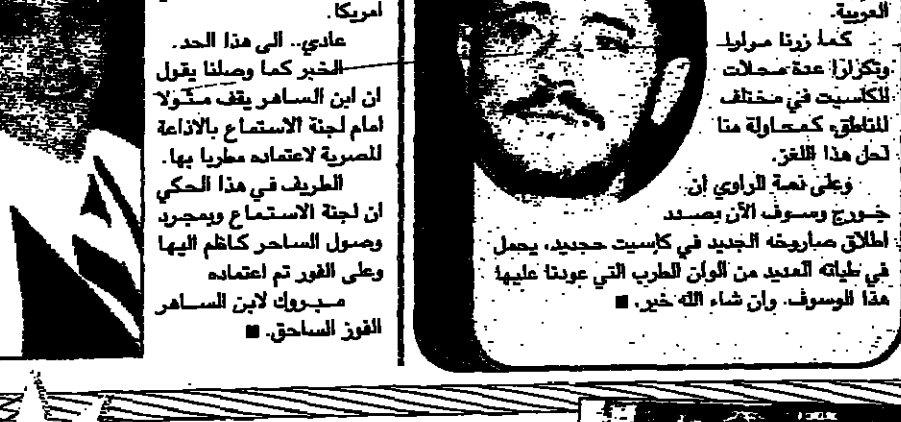 العربية.
كما زرنا مرارا
وتكرارا عدة محلات
للكاسيت في مختلف
المناطق، كمحاولة منا
لحل هذا اللغز.
وعلى ذمة الراوي ان
جورج وسوف الآن بصدد
اطلاق صاروخه الجديد في كاسيت جديد، يحمل
في طياته العديد من الوان الطرب التي عودنا عليها
هذا الوسوف. وان شاء الله خير. ■
امريكا.
عادي.. الى هذا الحد.
الخبر كما وصلنا يقول
ان ابن الساهر يقف مثولا
امام لجنة الاستماع بالاذاعة
المصرية لاعتماده مطربا بها.
الطريف في هذا الحكي
ان لجنة الاستماع وبمجرد
وصول الساحر كاظم اليها
وعلى الفور تم اعتماده
مبروك لابن الساهر
الفوز الساحق. ■